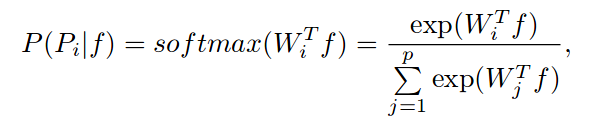 P(P_i|f) = softmax(W_i^T f) = \frac{\exp(W_i^T f)}{\sum_{j=1}^{p} \exp(W_j^T f)},